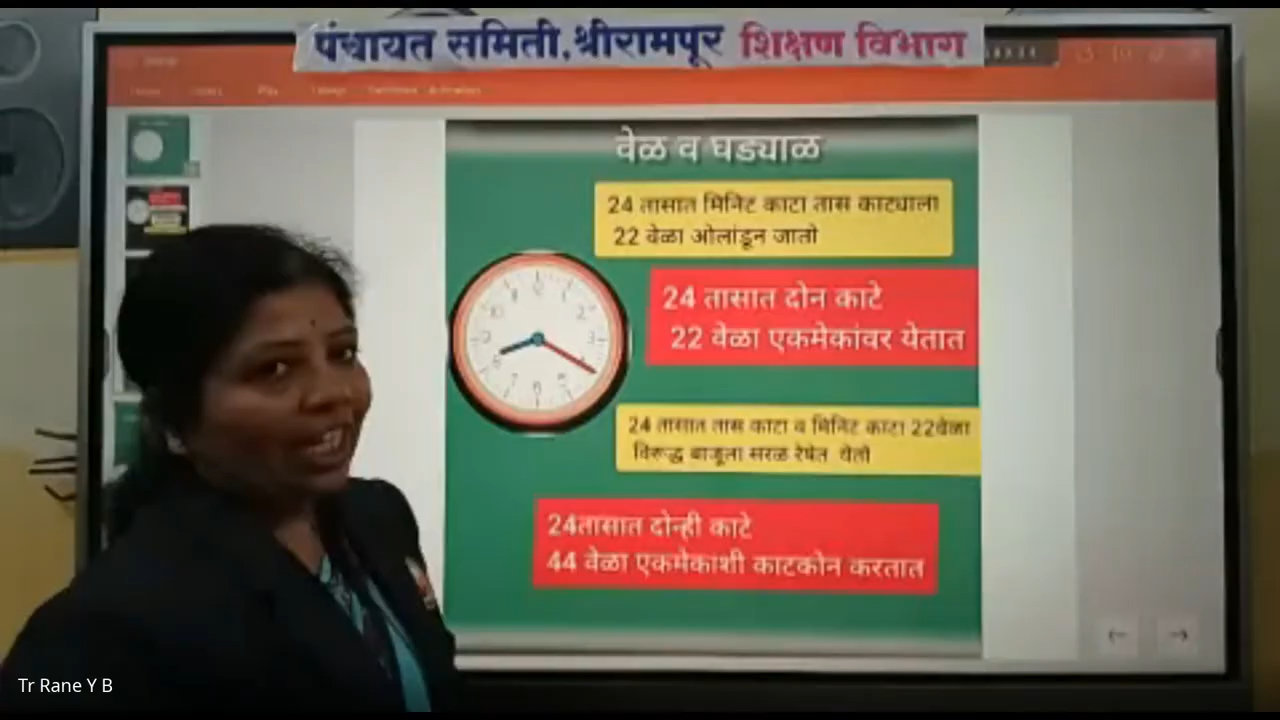 पंचायत समिती,श्रीरामपूर शिक्षण विभाग
वेळ व घड्याळ
24 तासात मिनिट काटा तास काट्याला
22 वेळा ओलांडून जातो
24 तासात दोन काटे
22 वेळा एकमेकांवर येतात
24 तासात तास काटा व मिनिट काटा 22वेळा
विरूद्ध बाजूला सरळ रेषेत येतो
24तासात दोन्ही काटे
44 वेळा एकमेकाशी काटकोन करतात
Tr Rane Y B